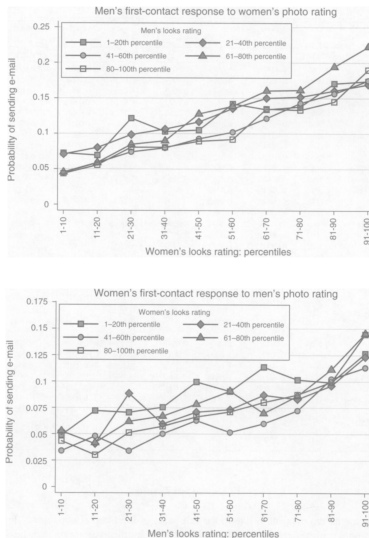 Men's first-contact response to women's photo rating
Men's looks rating
1–20th percentile
21–40th percentile
41–60th percentile
61–80th percentile
80–100th percentile
Probability of sending e-mail
0.25
0.2
0.15
0.1
0.05
0
1-10
11-20
21-30
31-40
41-50
51-60
61-70
71-80
81-90
91-100
Women's looks rating: percentiles
Women's first-contact response to men's photo rating
Women's looks rating
1–20th percentile
21–40th percentile
41–60th percentile
61–80th percentile
80–100th percentile
Probability of sending e-mail
0.175
0.15
0.125
0.1
0.075
0.05
0.025
0
1-10
11-20
21-30
31-40
41-50
51-60
61-70
71-80
81-90
91-100
Men's looks rating: percentiles